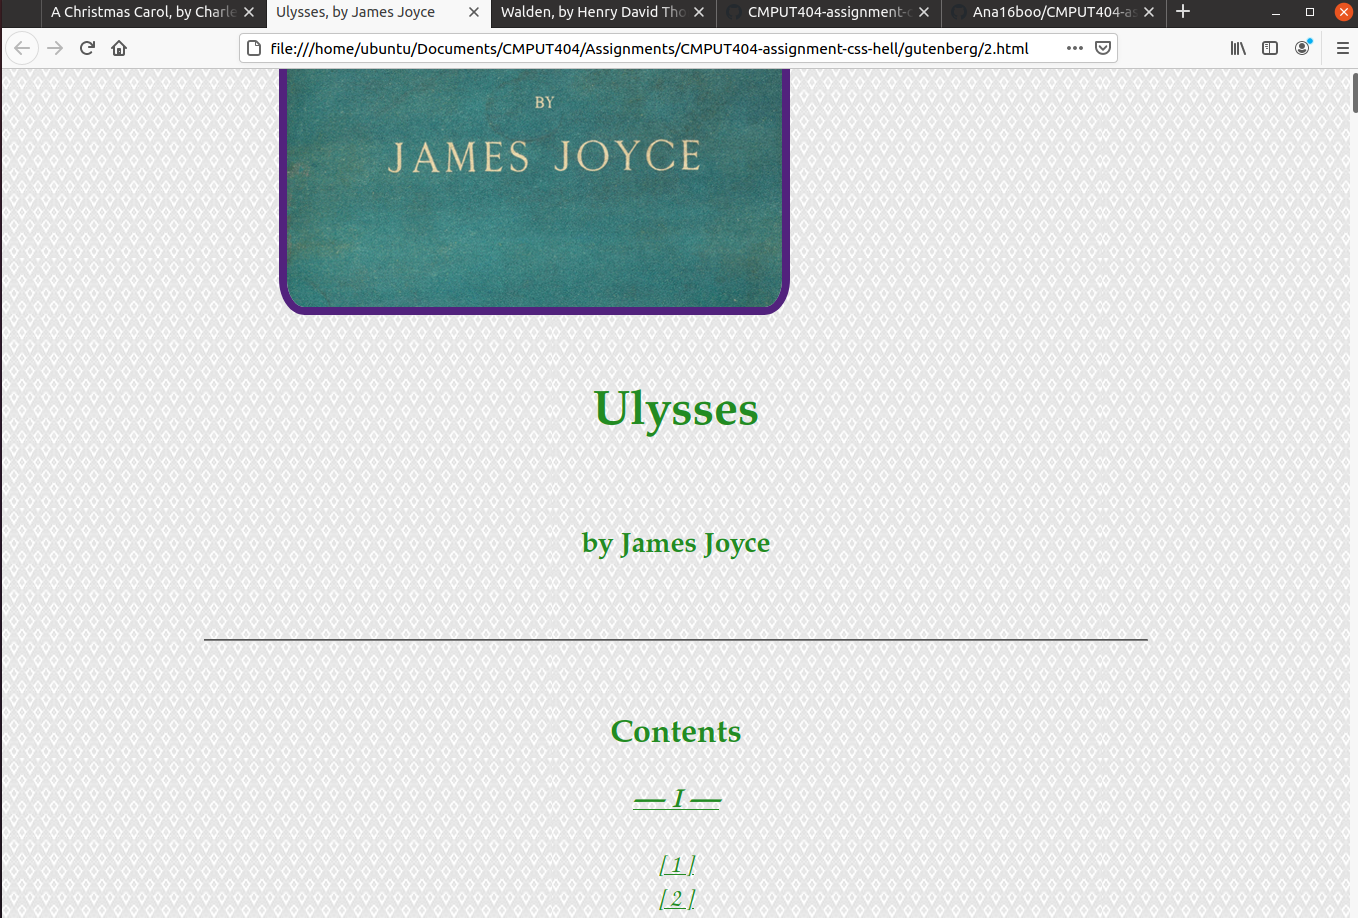 A Christmas Carol, by Charle
Ulysses, by James Joyce
Walden, by Henry David Tho
CMPUT404-assignment-c
Ana16boo/CMPUT404-as
file:///home/ubuntu/Documents/CMPUT404/Assignments/CMPUT404-assignment-css-hell/gutenberg/2.html
BY
JAMES JOYCE
Ulysses
by James Joyce
Contents
— I —
[ 1 ]
[ 2 ]